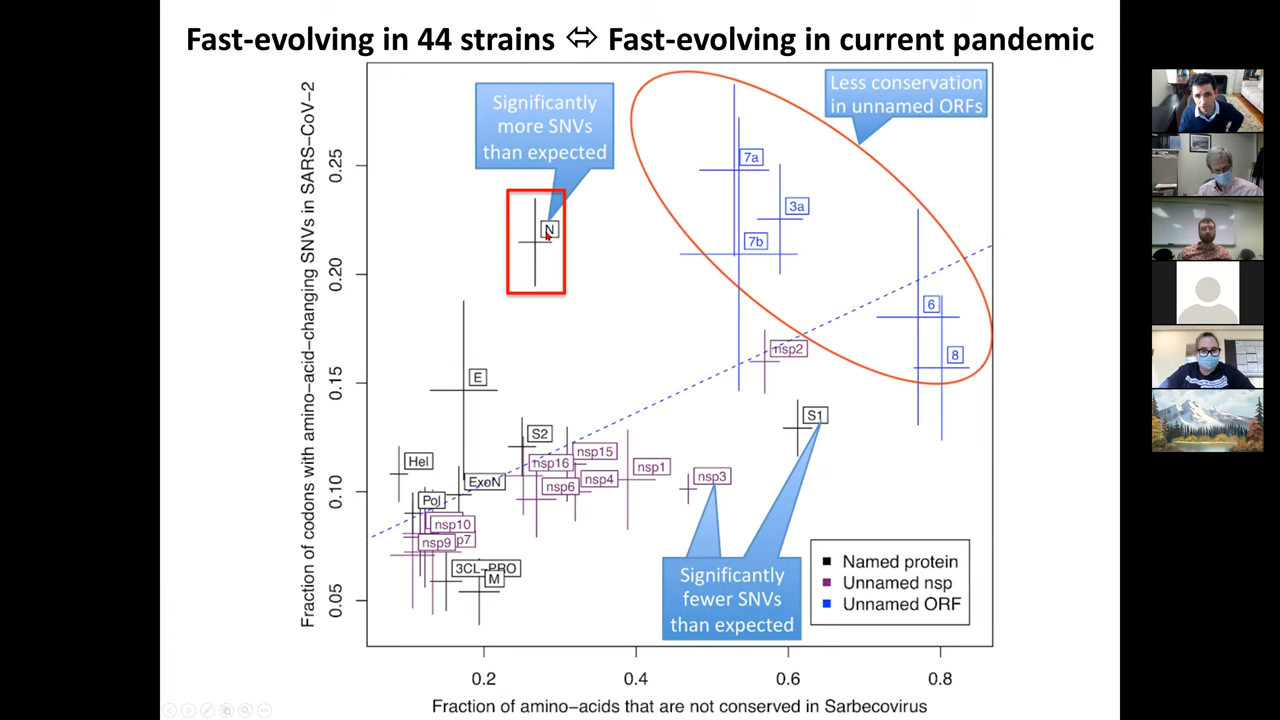 Fast-evolving in 44 strains ⇔ Fast-evolving in current pandemic
Fraction of codons with amino−acid−changing SNVs in SARS−CoV−2
0.25
0.20
0.15
0.10
0.05
Significantly
more SNVs
than expected
Less conservation
in unnamed ORFs
7a
3a
N
7b
6
nsp2
8
E
S1
S2
nsp15
Hel
nsp16
nsp1
nsp3
ExoN
nsp6
nsp4
Pol
nsp10
nsp9
p7
3CL−PRO
M
Significantly
fewer SNVs
than expected
Named protein
Unnamed nsp
Unnamed ORF
0.2
0.4
0.6
0.8
Fraction of amino−acids that are not conserved in Sarbecovirus